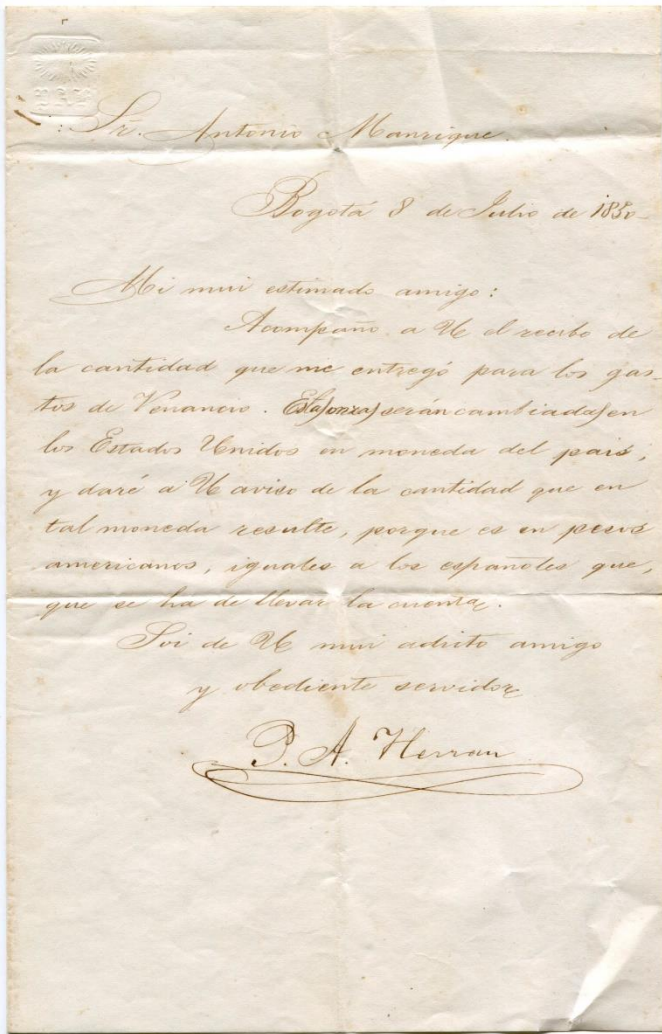 Sr. Antonio Manrique.
Bogotá 8 de Julio de 1850
Mi mui estimado amigo:
Acompaño a U el recibo de
la cantidad que me entregó para los gas-
tos de Venancio. Estas onzas serán cambiadas en
los Estados Unidos en moneda del pais,
y daré a U aviso de la cantidad que en
tal moneda resulte, porque es en pesos
americanos, iguales a los españoles que,
que se ha de llevar la cuenta.
Soi de U mui adicto amigo
y obediente servidor
P. A. Herran